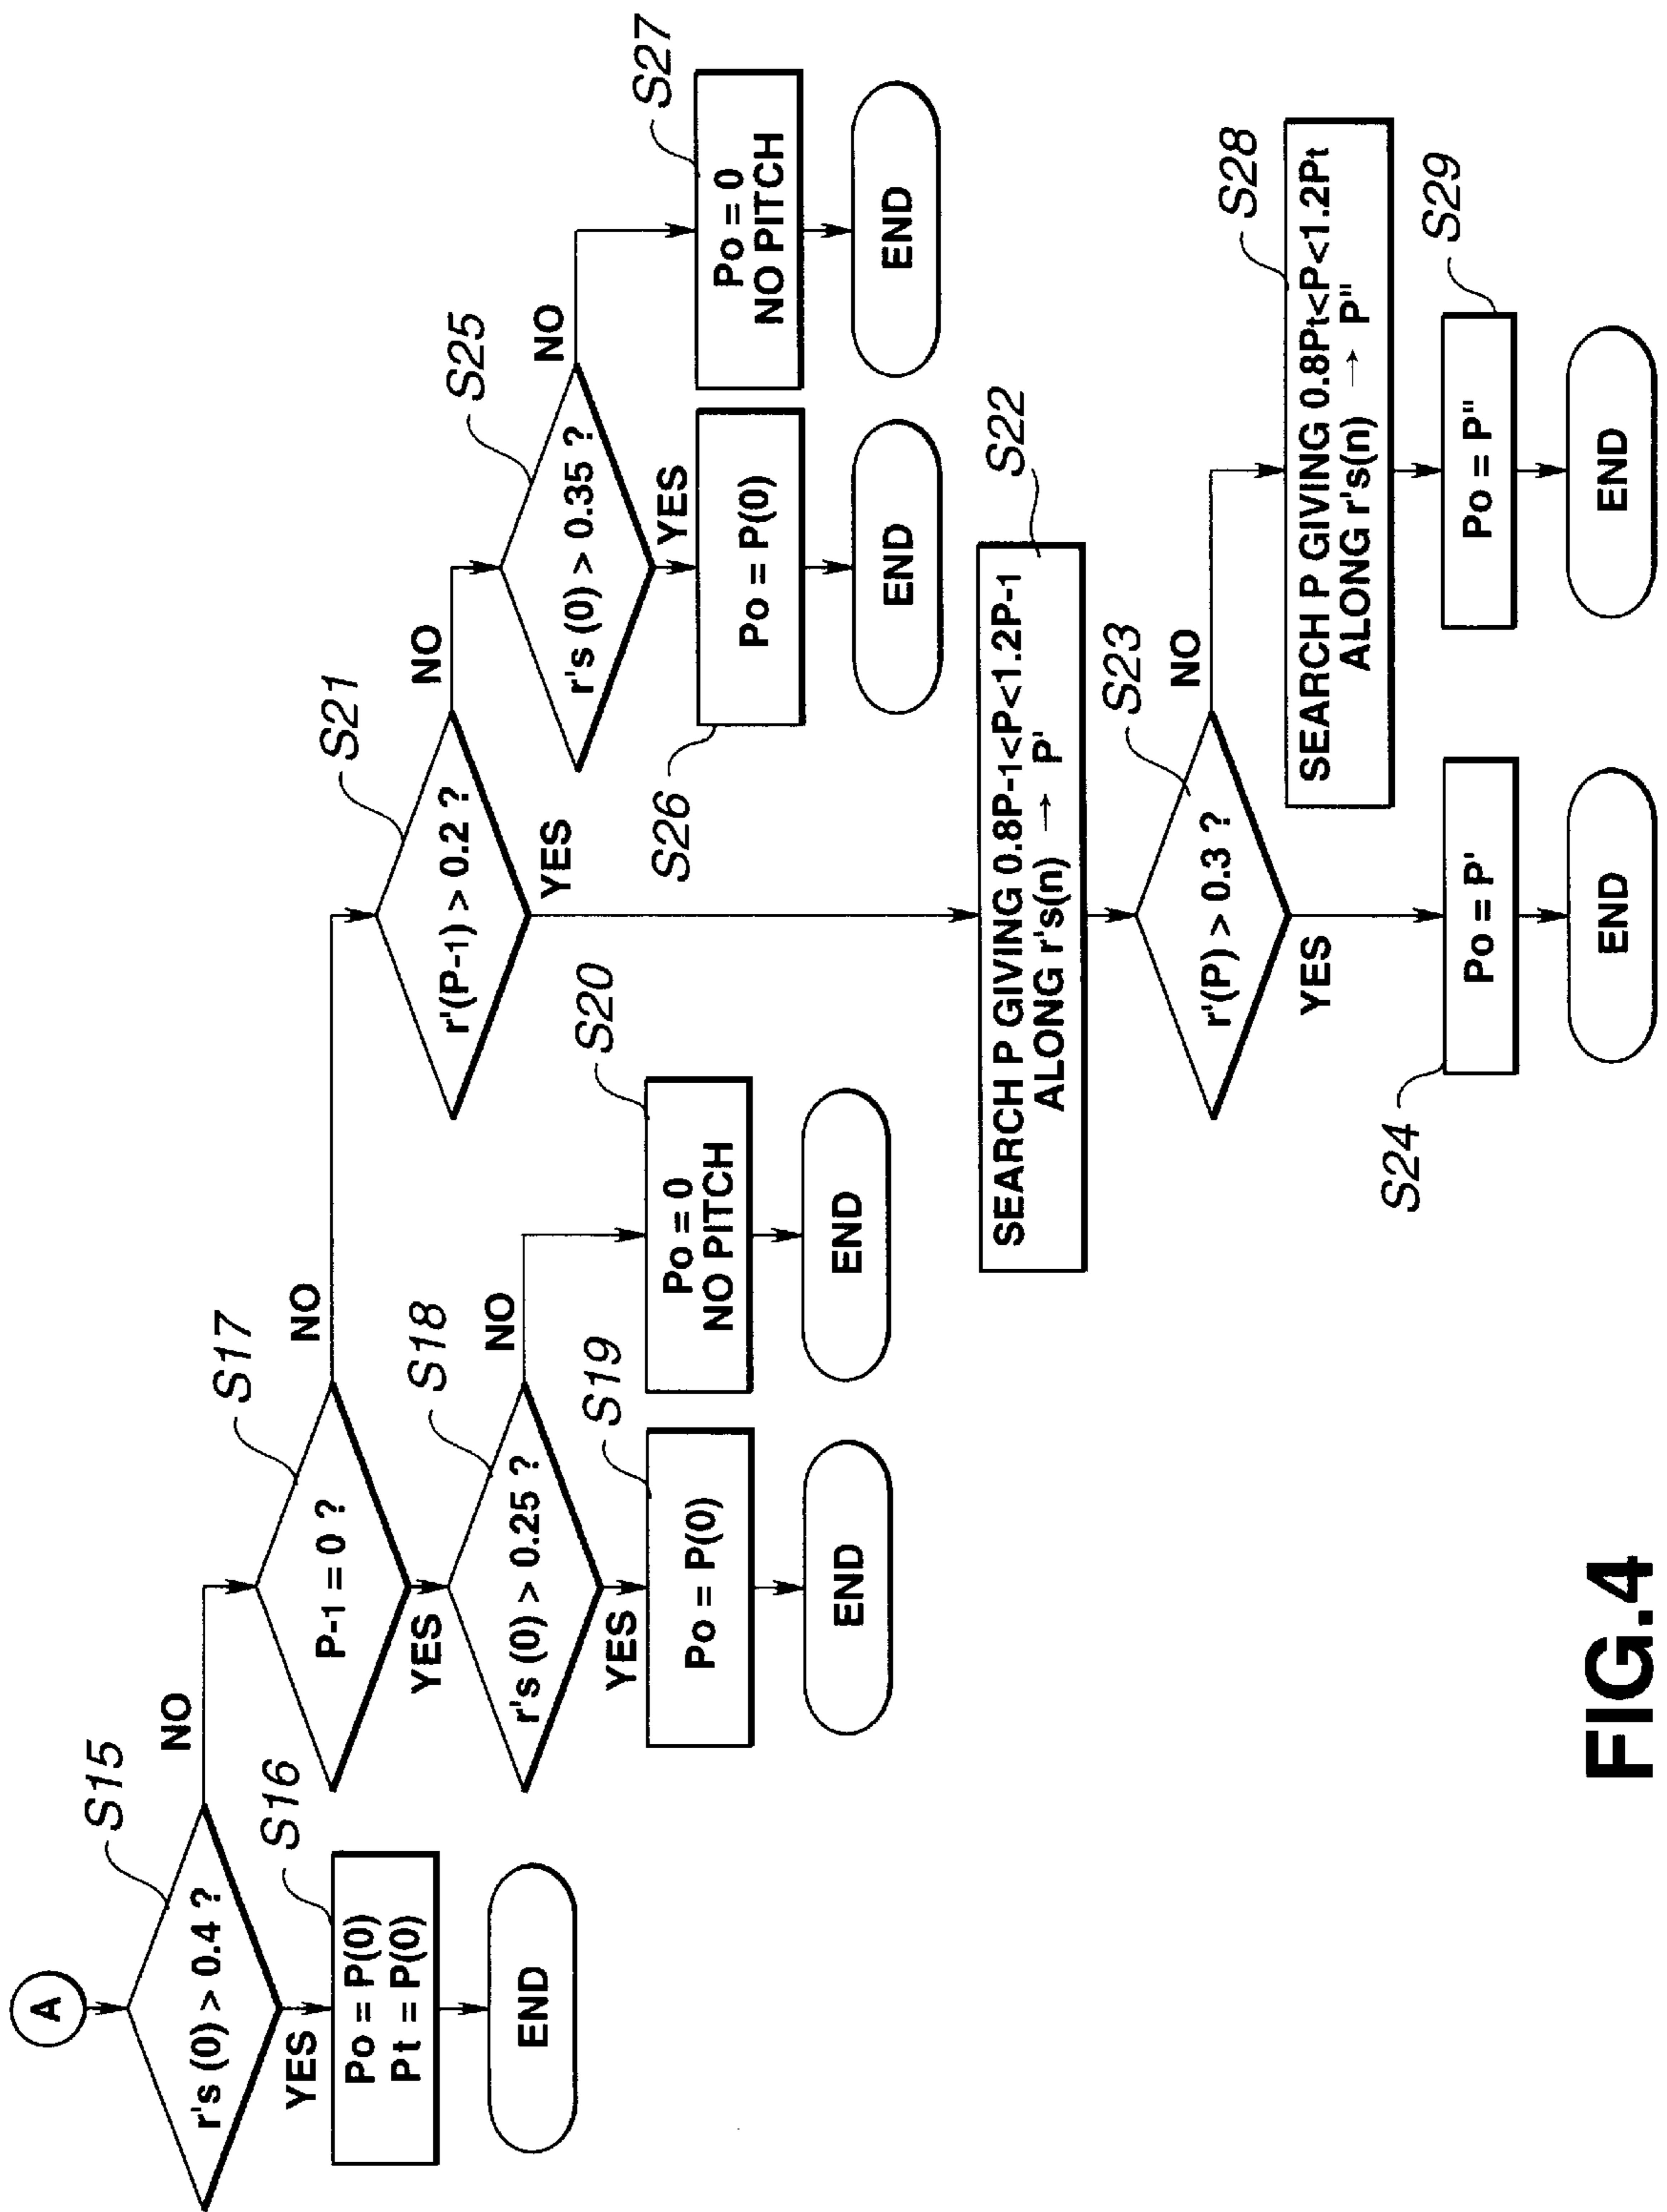 A
S15
r's (0) > 0.4 ?
NO
YES
S16
Po = P(0)
Pt = P(0)
END
S17
P-1 = 0 ?
NO
YES
S18
r's (0) > 0.25 ?
NO
YES
S19
Po = P(0)
END
S20
Po = 0
NO PITCH
END
S21
r'(P-1) > 0.2 ?
NO
YES
S25
r's (0) > 0.35 ?
NO
YES
S26
Po = P(0)
END
S27
Po = 0
NO PITCH
END
S22
SEARCH P GIVING 0.8P-1<P<1.2P-1
ALONG r's(n) → P'
S23
r'(P) > 0.3 ?
NO
YES
S24
Po = P'
END
S28
SEARCH P GIVING 0.8Pt<P<1.2Pt
ALONG r's(n) → P"
S29
Po = P"
END
FIG.4